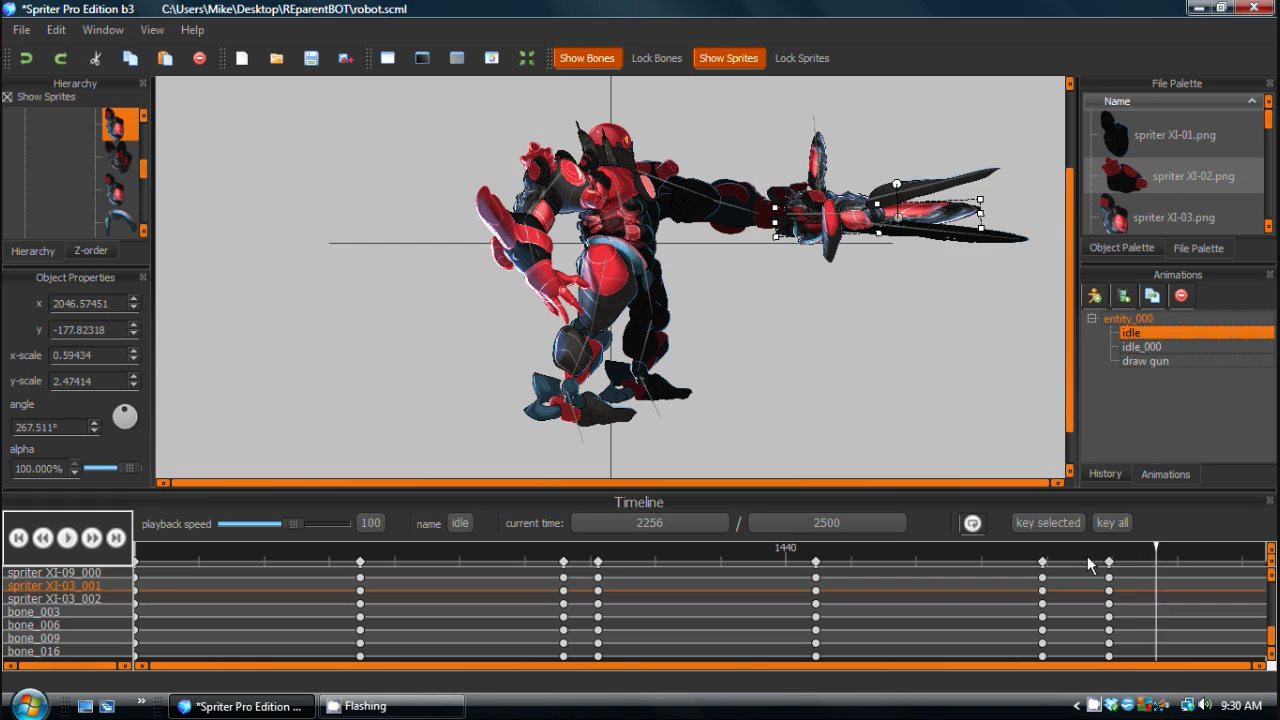 *Spriter Pro Edition b3 C:\Users\Mike\Desktop\REparentBOT\robot.scml
File Edit Window View Help
Show Bones Lock Bones Show Sprites Lock Sprites
Hierarchy
Show Sprites
Hierarchy Z-order
Object Properties
x 2046.57451
y -177.82318
x-scale 0.59434
y-scale 2.47414
angle
267.511°
alpha
100.000%
File Palette
Name
spriter XI-01.png
spriter XI-02.png
spriter XI-03.png
Object Palette File Palette
Animations
entity_000
idle
idle_000
draw gun
History Animations
Timeline
playback speed 100 name idle current time: 2256 / 2500 key selected key all
1440
spriter XI-09_000
spriter XI-03_001
spriter XI-03_002
bone_003
bone_006
bone_009
bone_016
*Spriter Pro Edition ... Flashing 9:30 AM